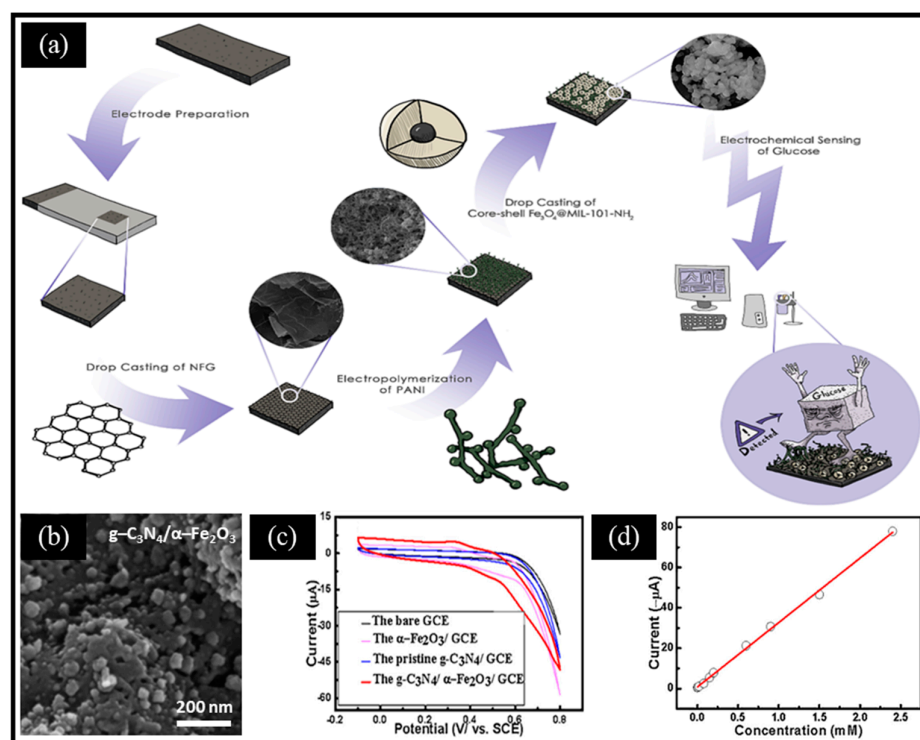 (a)
Electrode Preparation
Drop Casting of NFG
Electropolymerization
of PANI
Drop Casting of
Core-shell Fe₃O₄@MIL-101-NH₂
Electrochemical Sensing
of Glucose
Glucose
!
Detected
(b)
g–C₃N₄/α–Fe₂O₃
200 nm
(c)
Current (μA)
15
0
-15
-30
-45
-60
The bare GCE
The α–Fe2O3/ GCE
The pristine g-C3N4/ GCE
The g-C3N4/ α–Fe2O3/ GCE
-0.2
0.0
0.2
0.4
0.6
0.8
Potential (V/ vs. SCE)
(d)
Current (–μA)
80
60
40
20
0
0.0
0.5
1.0
1.5
2.0
2.5
Concentration (mM)